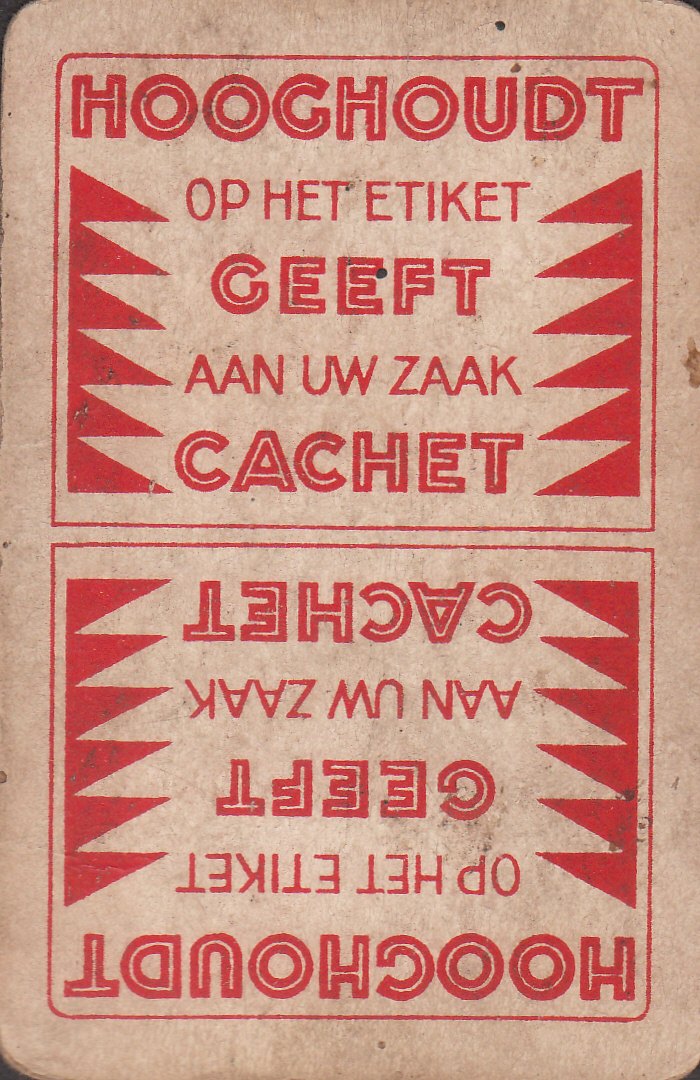 HOOGHOUDT
OP HET ETIKET
GEEFT
AAN UW ZAAK
CACHET
HOOGHOUDT
OP HET ETIKET
GEEFT
AAN UW ZAAK
CACHET